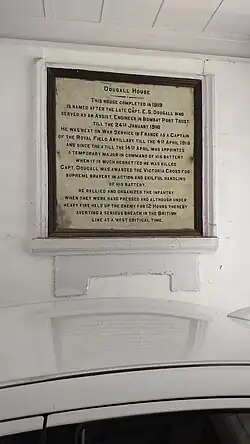 DOUGALL HOUSE
THIS HOUSE COMPLETED IN 1919
IS NAMED AFTER THE LATE CAPT. E. S. DOUGALL WHO
SERVED AS AN ASSIST. ENGINEER IN BOMBAY PORT TRUST
TILL THE 24TH JANUARY 1916
HE WAS NEXT ON WAR SERVICE IN FRANCE AS A CAPTAIN
OF THE ROYAL FIELD ARTILLARY TILL THE 4TH APRIL 1918
AND SINCE THEN TILL THE 14TH APRIL WAS APPOINTED
A TEMPORARY MAJOR IN COMMAND OF HIS BATTERY
WHEN IT IS MUCH REGRETTED HE WAS KILLED
CAPT. DOUGALL WAS AWARDED THE VICTORIA CROSS FOR
SUPREME BRAVERY IN ACTION AND SKILFUL HANDLING
OF HIS BATTERY.
HE RALLIED AND ORGANIZED THE INFANTRY
WHEN THEY WERE HARD PRESSED AND ALTHOUGH UNDER
HEAVY FIRE HELD UP THE ENEMY FOR 12 HOURS THEREBY
AVERTING A SERIOUS BREACH IN THE BRITISH
LINE AT A MOST CRITICAL TIME.